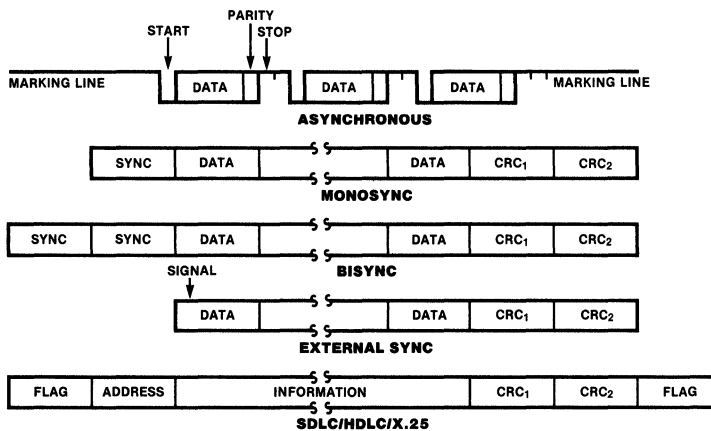 PARITY
START
STOP
MARKING LINE
DATA
DATA
DATA
MARKING LINE
ASYNCHRONOUS
SYNC DATA DATA CRC₁ CRC₂
MONOSYNC
SYNC SYNC DATA DATA CRC₁ CRC₂
BISYNC
SIGNAL
DATA DATA CRC₁ CRC₂
EXTERNAL SYNC
FLAG ADDRESS INFORMATION CRC₁ CRC₂ FLAG
SDLC/HDLC/X.25